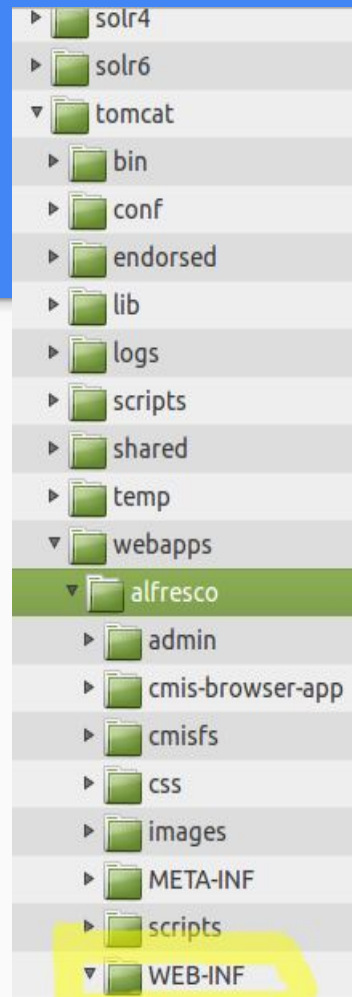 solr4
solr6
tomcat
bin
conf
endorsed
lib
logs
scripts
shared
temp
webapps
alfresco
admin
cmis-browser-app
cmisfs
css
images
META-INF
scripts
WEB-INF